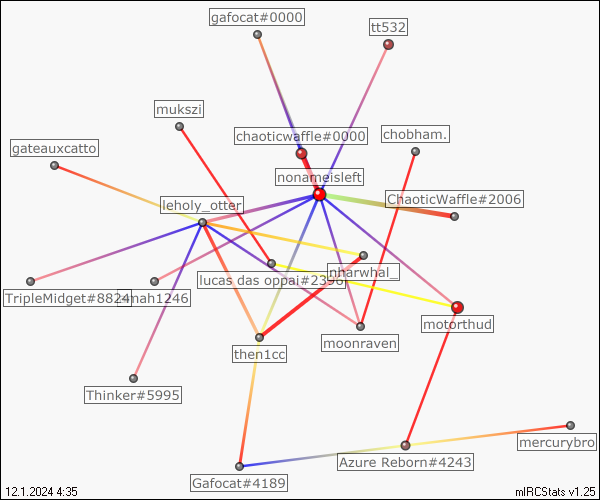 gafocat#0000
tt532
mukszi
chaoticwaffle#0000
chobham.
gateauxcatto
nonameisleft
ChaoticWaffle#2006
leholy_otter
nharwhal_
lucas das oppai#2396
TripleMidget#8824
mah1246
motorthud
moonraven
then1cc
Thinker#5995
mercurybro
Azure Reborn#4243
Gafocat#4189
12.1.2024 4:35
mIRCStats v1.25